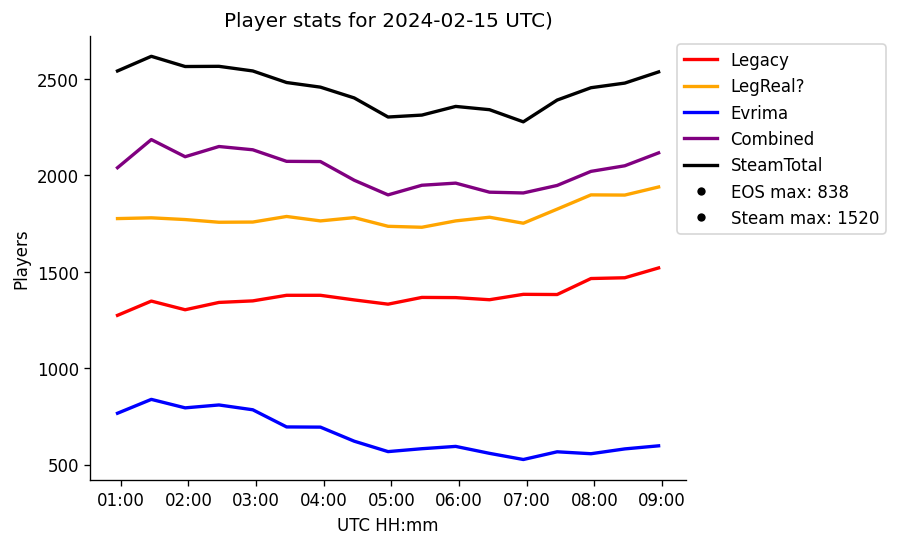 Player stats for 2024-02-15 UTC)
Legacy
LegReal?
Evrima
Combined
SteamTotal
EOS max: 838
Steam max: 1520
Players
2500
2000
1500
1000
500
01:00 02:00 03:00 04:00 05:00 06:00 07:00 08:00 09:00
UTC HH:mm